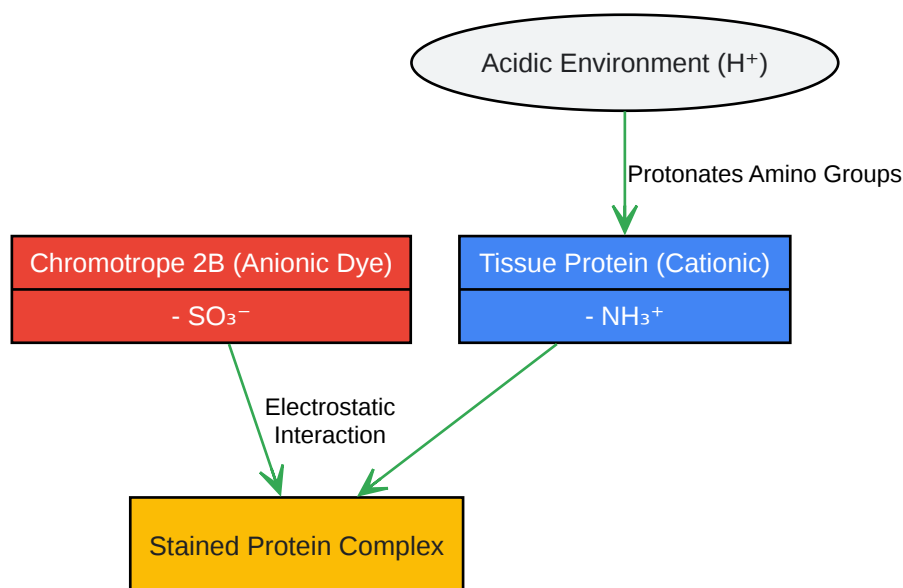 Acidic Environment (H⁺)
Protonates Amino Groups
Chromotrope 2B (Anionic Dye)
- SO₃⁻
Tissue Protein (Cationic)
- NH₃⁺
Electrostatic
Interaction
Stained Protein Complex